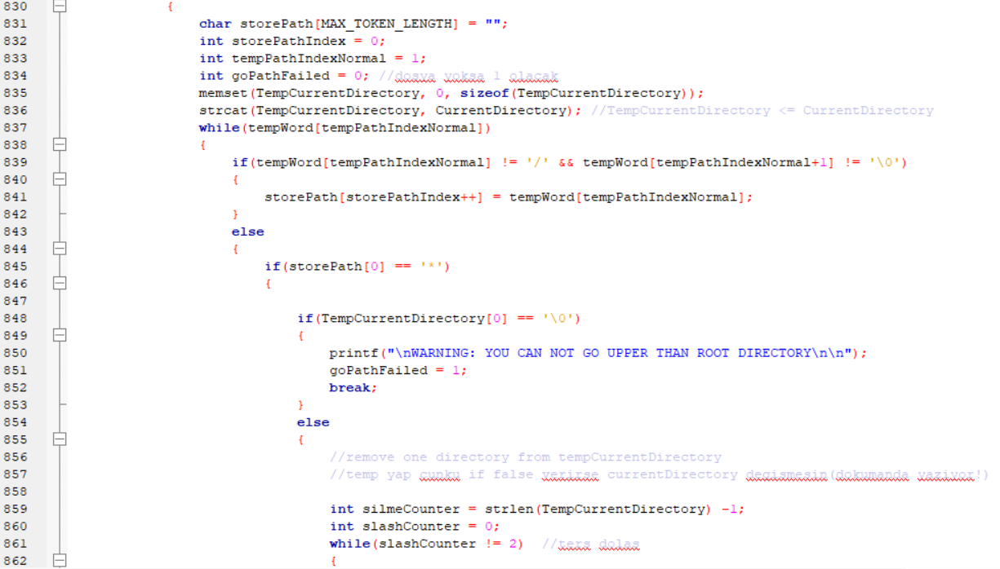 830 {
831 char storePath[MAX_TOKEN_LENGTH] = "";
832 int storePathIndex = 0;
833 int tempPathIndexNormal = 1;
834 int goPathFailed = 0; //dosya yoksa 1 olacak
835 memset(TempCurrentDirectory, 0, sizeof(TempCurrentDirectory));
836 strcat(TempCurrentDirectory, CurrentDirectory); //TempCurrentDirectory <= CurrentDirectory
837 while(tempWord[tempPathIndexNormal])
838 {
839 if(tempWord[tempPathIndexNormal] != '/' && tempWord[tempPathIndexNormal+1] != '\0')
840 {
841 storePath[storePathIndex++] = tempWord[tempPathIndexNormal];
842 }
843 else
844 {
845 if(storePath[0] == '*')
846 {
847
848 if(TempCurrentDirectory[0] == '\0')
849 {
850 printf("\nWARNING: YOU CAN NOT GO UPPER THAN ROOT DIRECTORY\n\n");
851 goPathFailed = 1;
852 break;
853 }
854 else
855 {
856 //remove one directory from tempCurrentDirectory
857 //temp yap cunku if false verirse currentDirectory degismesin(dokumanda yaziyor!)
858
859 int silmeCounter = strlen(TempCurrentDirectory) -1;
860 int slashCounter = 0;
861 while(slashCounter != 2) //ters dolas
862 {